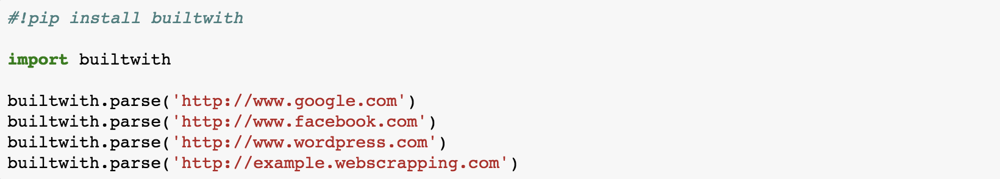 #!pip install builtwith
import builtwith
builtwith.parse('http://www.google.com')
builtwith.parse('http://www.facebook.com')
builtwith.parse('http://www.wordpress.com')
builtwith.parse('http://example.webscrapping.com')